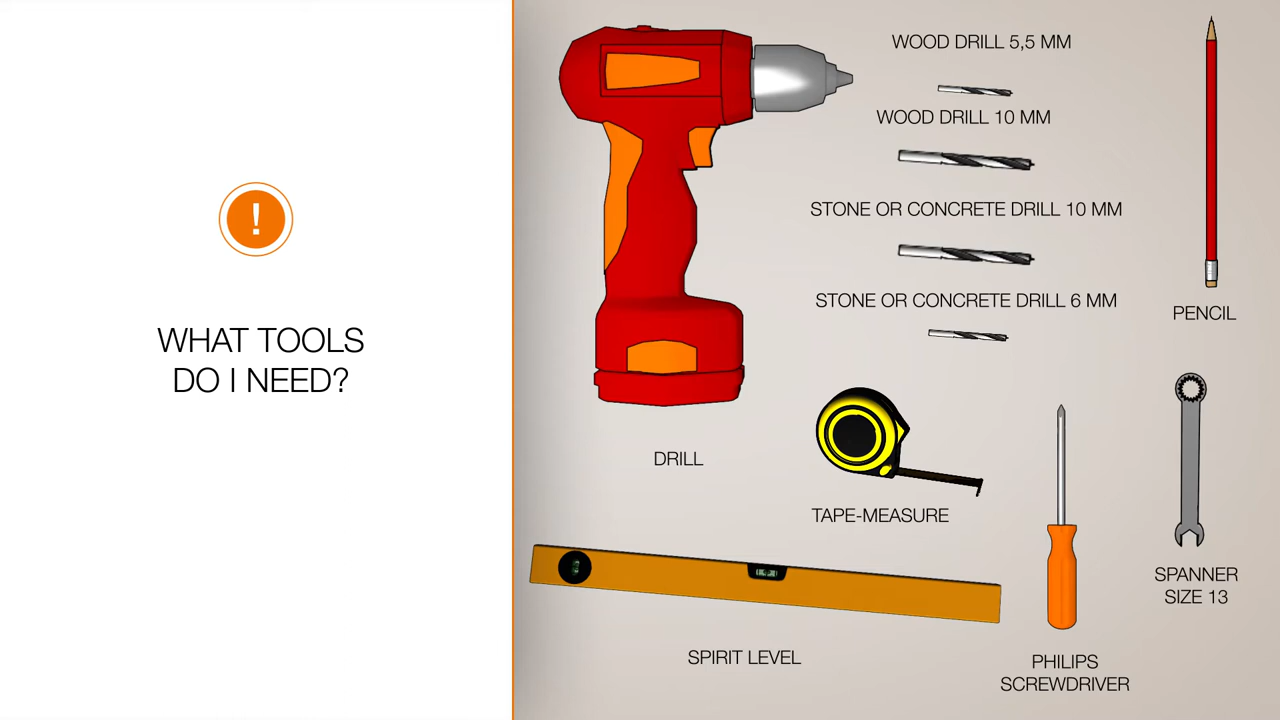 !
WHAT TOOLS
DO I NEED?
WOOD DRILL 5,5 MM
WOOD DRILL 10 MM
STONE OR CONCRETE DRILL 10 MM
STONE OR CONCRETE DRILL 6 MM
PENCIL
DRILL
TAPE-MEASURE
SPANNER
SIZE 13
SPIRIT LEVEL
PHILIPS
SCREWDRIVER